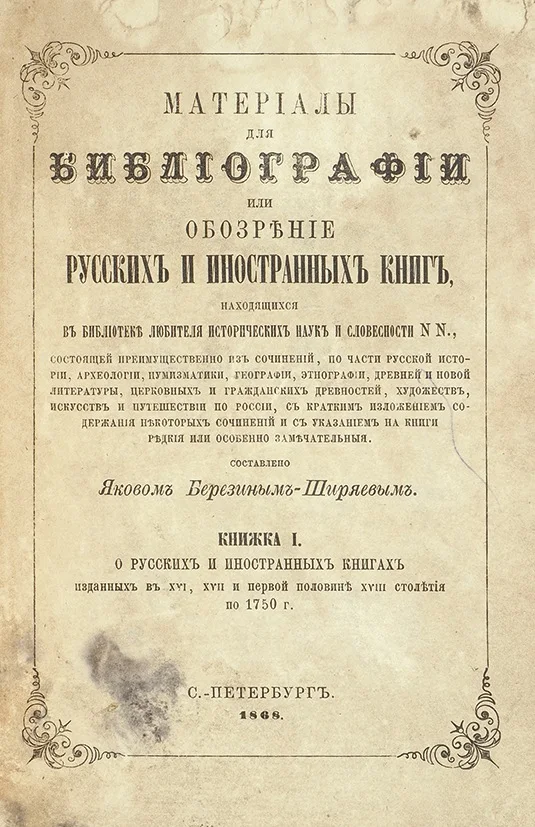 МАТЕРІАЛЫ
ДЛЯ
БИБЛІОГРАФІИ
ИЛИ
ОБОЗРѢНІЕ
РУССКИХЪ И ИНОСТРАННЫХЪ КНИГЪ,
НАХОДЯЩИХСЯ
ВЪ БИБЛІОТЕКѢ ЛЮБИТЕЛЯ ИСТОРИЧЕСКИХЪ НАУКЪ И СЛОВЕСНОСТИ N N.,
СОСТОЯЩЕЙ ПРЕИМУЩЕСТВЕННО ИЗЪ СОЧИНЕНІЙ, ПО ЧАСТИ РУССКОЙ ИСТО-
РІИ, АРХЕОЛОГІИ, НУМИЗМАТИКИ, ГЕОГРАФІИ, ЭТНОГРАФІИ, ДРЕВНЕЙ И НОВОЙ
ЛИТЕРАТУРЫ, ЦЕРКОВНЫХЪ И ГРАЖДАНСКИХЪ ДРЕВНОСТЕЙ, ХУДОЖЕСТВЪ,
ИСКУССТВЪ И ПУТЕШЕСТВІИ ПО РОССІИ, СЪ КРАТКИМЪ ИЗЛОЖЕНІЕМЪ СО-
ДЕРЖАНІЯ НѢКОТОРЫХЪ СОЧИНЕНІЙ И СЪ УКАЗАНІЕМЪ НА КНИГИ
РѢДКІЯ ИЛИ ОСОБЕННО ЗАМѢЧАТЕЛЬНЫЯ.
СОСТАВЛЕНО
Яковомъ Березинымъ-Ширяевымъ.
КНИЖКА I.
О РУССКИХЪ И ИНОСТРАННЫХЪ КНИГАХЪ
изданныхъ въ XVI, XVII и первой половинѣ XVIII столѣтія
по 1750 г.
С.-ПЕТЕРБУРГЪ.
1868.